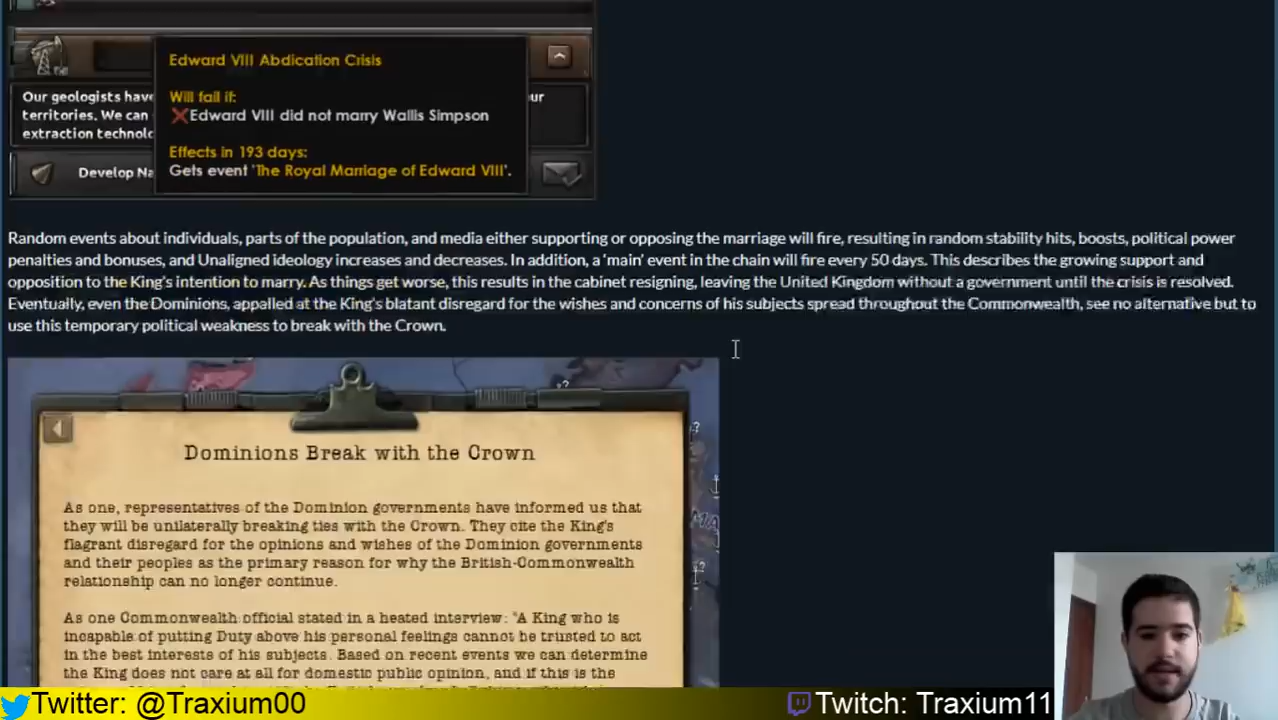 Edward VIII Abdication Crisis
Will fail if:
Edward VIII did not marry Wallis Simpson
Effects in 193 days:
Gets event 'The Royal Marriage of Edward VIII'.
Our geologists have
ur
territories. We can
extraction technolo
Develop Na
Random events about individuals, parts of the population, and media either supporting or opposing the marriage will fire, resulting in random stability hits, boosts, political power
penalties and bonuses, and Unaligned ideology increases and decreases. In addition, a 'main' event in the chain will fire every 50 days. This describes the growing support and
opposition to the King's intention to marry. As things get worse, this results in the cabinet resigning, leaving the United Kingdom without a government until the crisis is resolved.
Eventually, even the Dominions, appalled at the King's blatant disregard for the wishes and concerns of his subjects spread throughout the Commonwealth, see no alternative but to
use this temporary political weakness to break with the Crown.
Dominions Break with the Crown
As one, representatives of the Dominion governments have informed us that
they will be unilaterally breaking ties with the Crown. They cite the King's
flagrant disregard for the opinions and wishes of the Dominion governments
and their peoples as the primary reason for why the British-Commonwealth
relationship can no longer continue.
As one Commonwealth official stated in a heated interview: "A King who is
incapable of putting Duty above his personal feelings cannot be trusted to act
in the best interests of his subjects. Based on recent events we can determine
the King does not care at all for domestic public opinion, and if this is the
Twitter: @Traxium00
Twitch: Traxium11